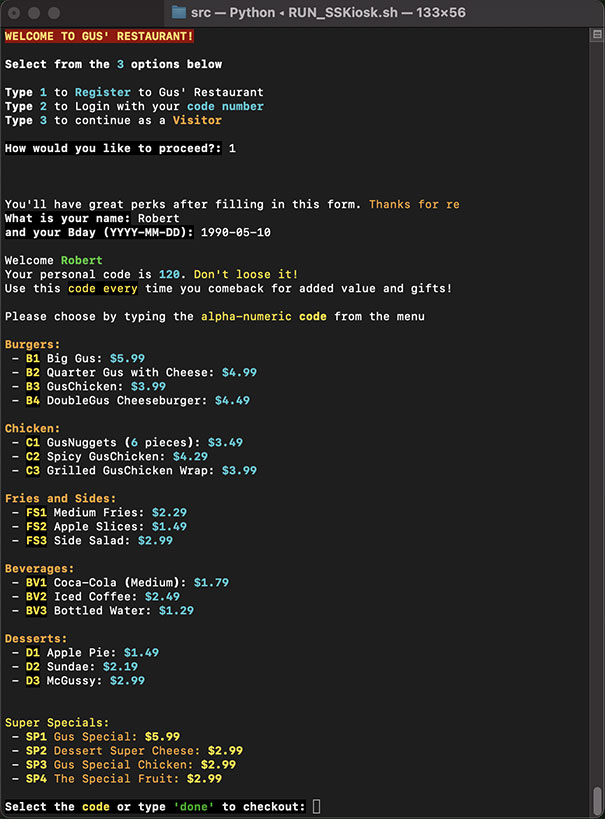 src — Python ◂ RUN_SSKiosk.sh — 133×56
WELCOME TO GUS' RESTAURANT!
Select from the 3 options below
Type 1 to Register to Gus' Restaurant
Type 2 to Login with your code number
Type 3 to continue as a Visitor
How would you like to proceed?: 1
You'll have great perks after filling in this form. Thanks for re
What is your name: Robert
and your Bday (YYYY-MM-DD): 1990-05-10
Welcome Robert
Your personal code is 120. Don't loose it!
Use this code every time you comeback for added value and gifts!
Please choose by typing the alpha-numeric code from the menu
Burgers:
- B1 Big Gus: $5.99
- B2 Quarter Gus with Cheese: $4.99
- B3 GusChicken: $3.99
- B4 DoubleGus Cheeseburger: $4.49
Chicken:
- C1 GusNuggets (6 pieces): $3.49
- C2 Spicy GusChicken: $4.29
- C3 Grilled GusChicken Wrap: $3.99
Fries and Sides:
- FS1 Medium Fries: $2.29
- FS2 Apple Slices: $1.49
- FS3 Side Salad: $2.99
Beverages:
- BV1 Coca-Cola (Medium): $1.79
- BV2 Iced Coffee: $2.49
- BV3 Bottled Water: $1.29
Desserts:
- D1 Apple Pie: $1.49
- D2 Sundae: $2.19
- D3 McGussy: $2.99
Super Specials:
- SP1 Gus Special: $5.99
- SP2 Dessert Super Cheese: $2.99
- SP3 Gus Special Chicken: $2.99
- SP4 The Special Fruit: $2.99
Select the code or type 'done' to checkout: